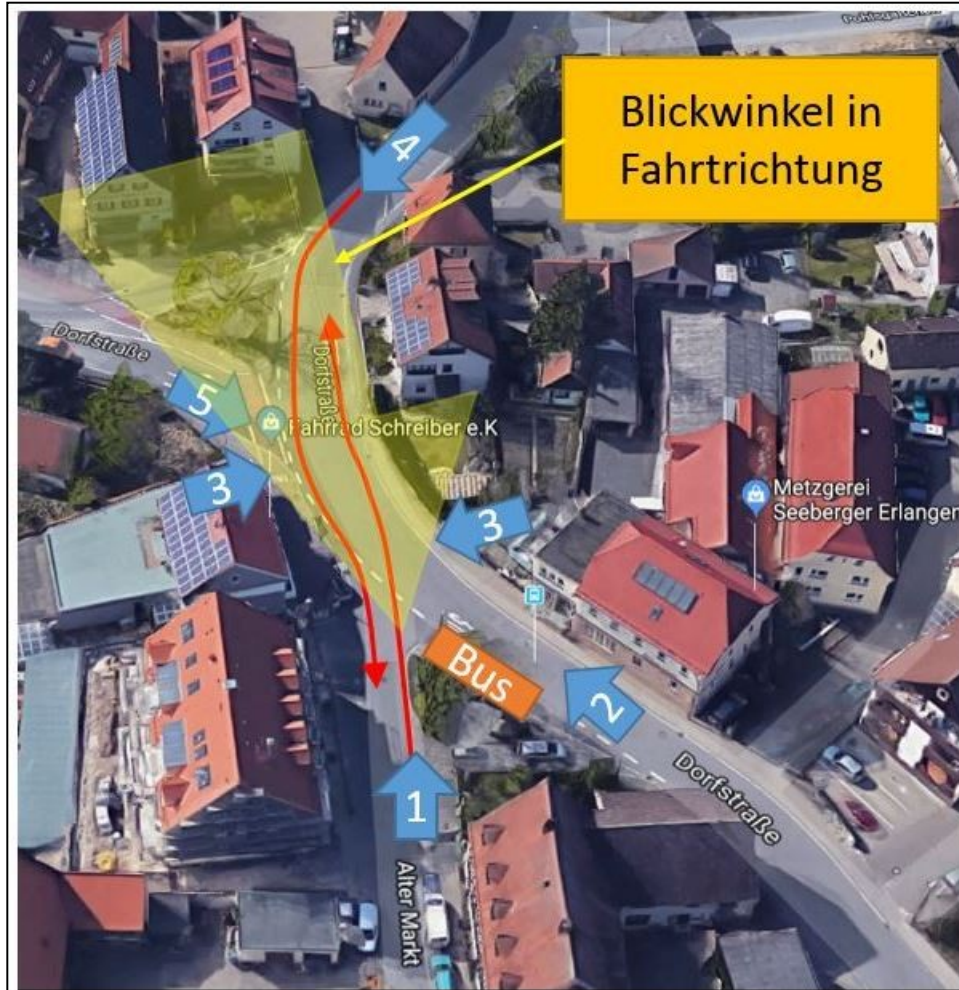 Pohlsgarten
Blickwinkel in
Fahrtrichtung
4
Dorfstraße
Dorfstraße
5
Fahrrad Schreiber e.K
3
3
Metzgerei
Seeberger Erlangen
Bus
2
Dorfstraße
1
Alter Markt